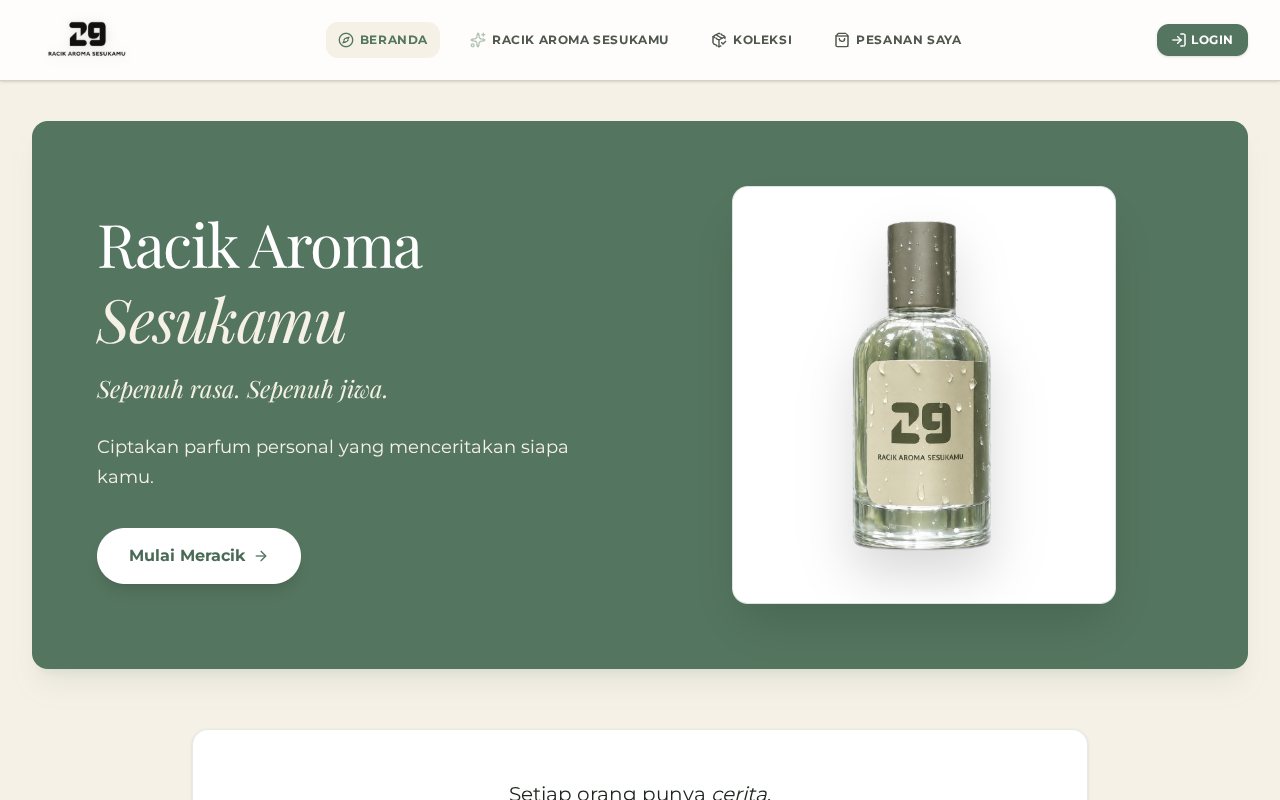 29
RACIK AROMA SESUKAMU
BERANDA
RACIK AROMA SESUKAMU
KOLEKSI
PESANAN SAYA
LOGIN
Racik Aroma
Sesukamu
Sepenuh rasa. Sepenuh jiwa.
Ciptakan parfum personal yang menceritakan siapa
kamu.
Mulai Meracik
29
RACIK AROMA SESUKAMU
Setiap orang punya cerita.